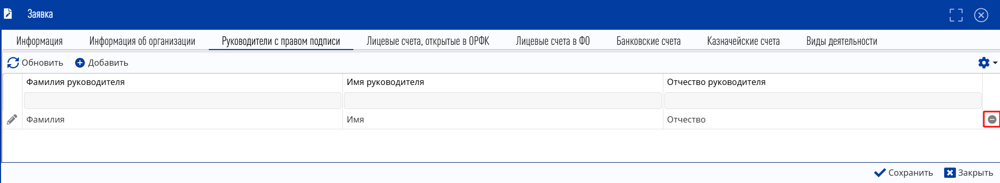 Заявка
Информация Информация об организации Руководители с правом подписи Лицевые счета, открытые в ОРФК Лицевые счета в ФО Банковские счета Казначейские счета Виды деятельности
Обновить Добавить
Фамилия руководителя Имя руководителя Отчество руководителя
Фамилия Имя Отчество
Сохранить Закрыть